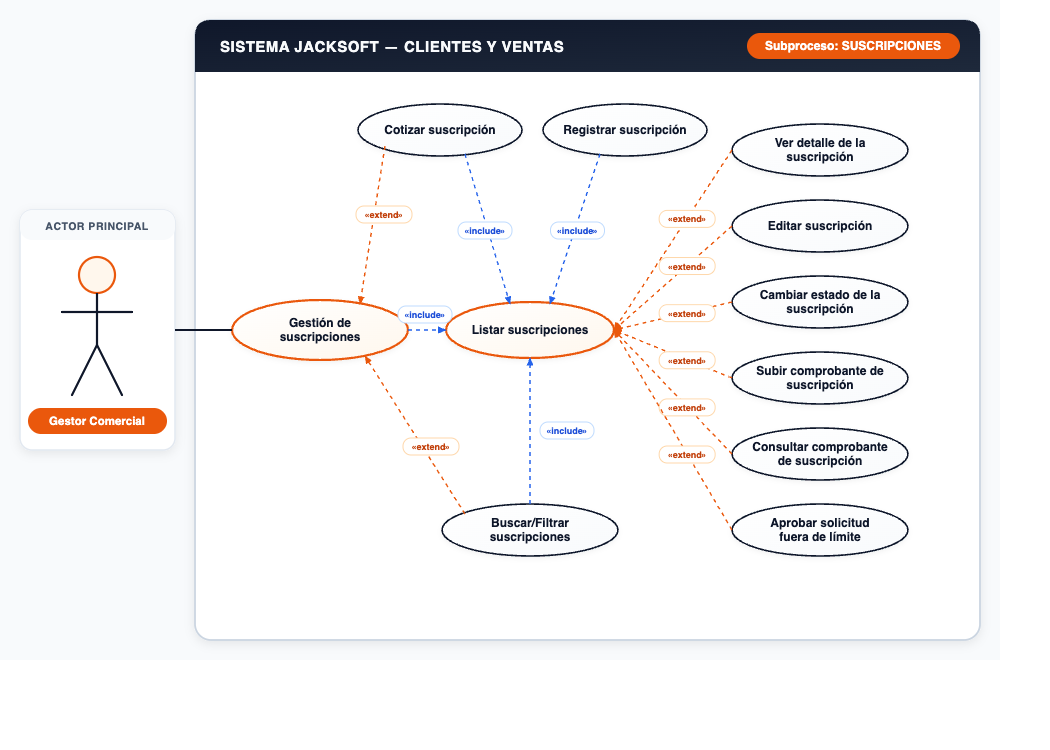 SISTEMA JACKSOFT — CLIENTES Y VENTAS
Subproceso: SUSCRIPCIONES
ACTOR PRINCIPAL
Gestor Comercial
Cotizar suscripción
Registrar suscripción
Ver detalle de la
suscripción
Editar suscripción
Cambiar estado de la
suscripción
Subir comprobante de
suscripción
Consultar comprobante
de suscripción
Aprobar solicitud
fuera de límite
Gestión de
suscripciones
Listar suscripciones
Buscar/Filtrar
suscripciones
«extend»
«include»
«include»
«include»
«extend»
«include»
«extend»
«extend»
«extend»
«extend»
«extend»
«extend»